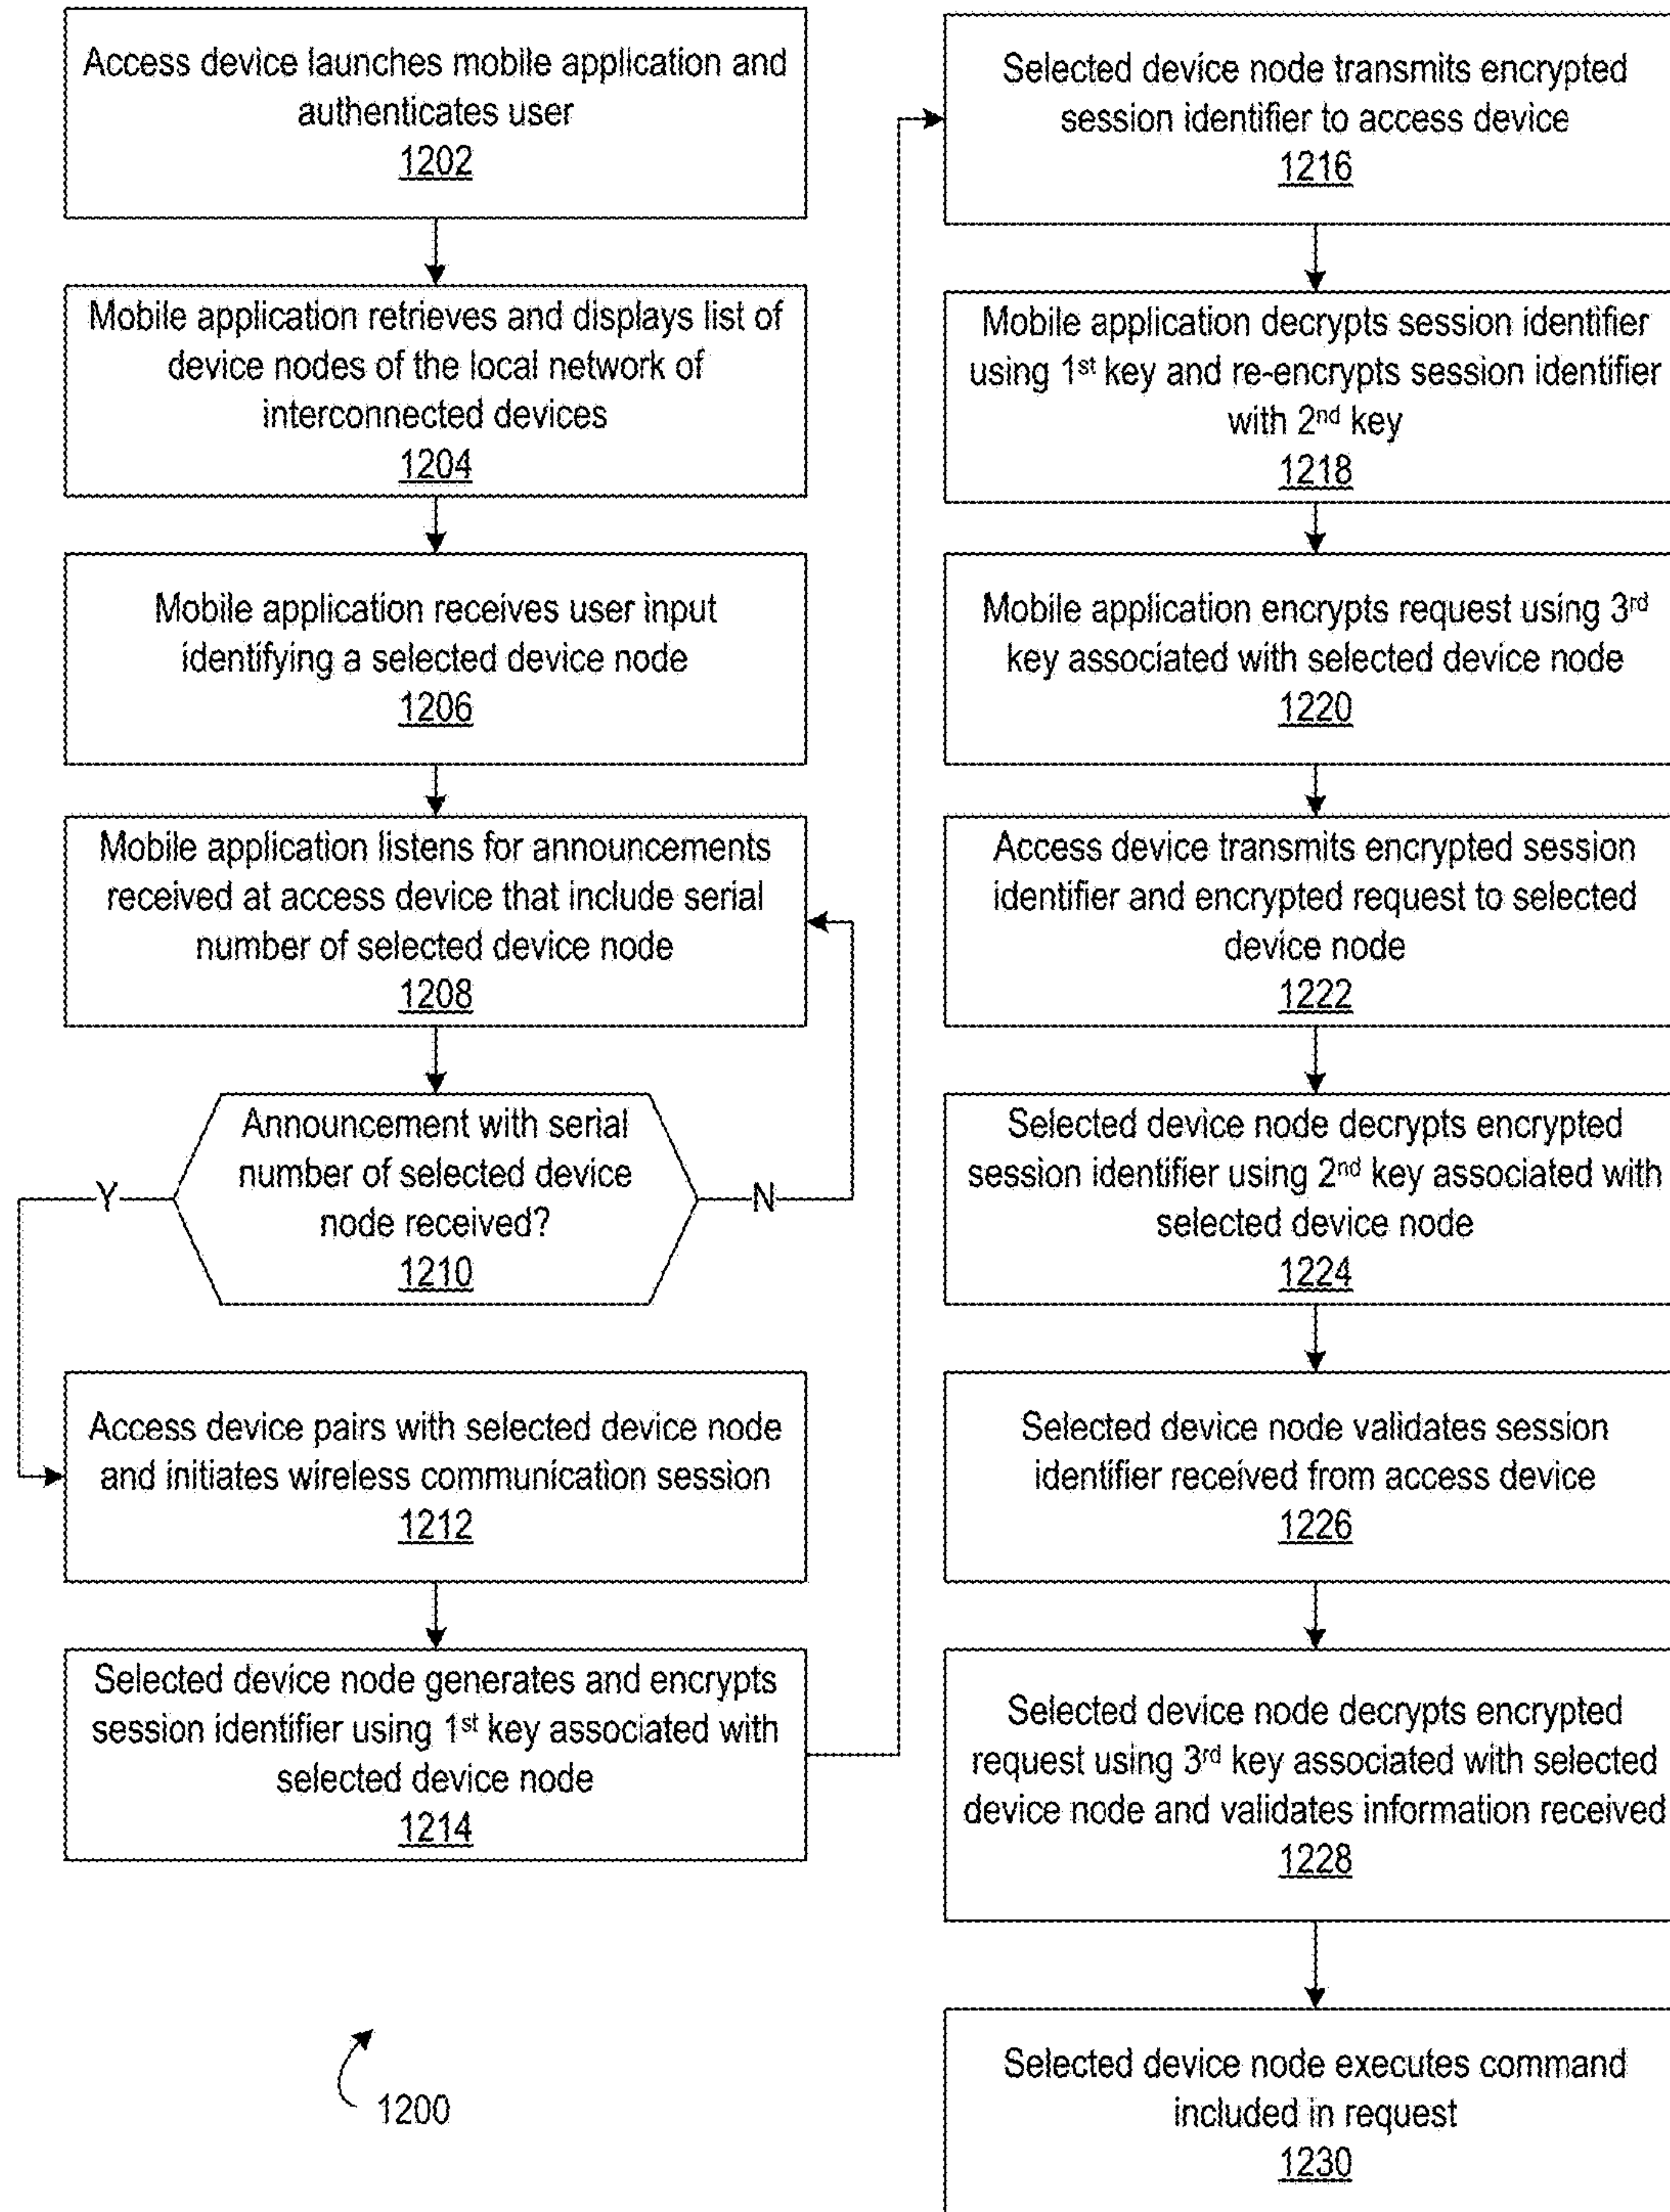 Access device launches mobile application and
authenticates user
1202
Mobile application retrieves and displays list of
device nodes of the local network of
interconnected devices
1204
Mobile application receives user input
identifying a selected device node
1206
Mobile application listens for announcements
received at access device that include serial
number of selected device node
1208
Announcement with serial
number of selected device
node received?
1210
Y
N
Access device pairs with selected device node
and initiates wireless communication session
1212
Selected device node generates and encrypts
session identifier using 1st key associated with
selected device node
1214
Selected device node transmits encrypted
session identifier to access device
1216
Mobile application decrypts session identifier
using 1st key and re-encrypts session identifier
with 2nd key
1218
Mobile application encrypts request using 3rd
key associated with selected device node
1220
Access device transmits encrypted session
identifier and encrypted request to selected
device node
1222
Selected device node decrypts encrypted
session identifier using 2nd key associated with
selected device node
1224
Selected device node validates session
identifier received from access device
1226
Selected device node decrypts encrypted
request using 3rd key associated with selected
device node and validates information received
1228
Selected device node executes command
included in request
1230
1200